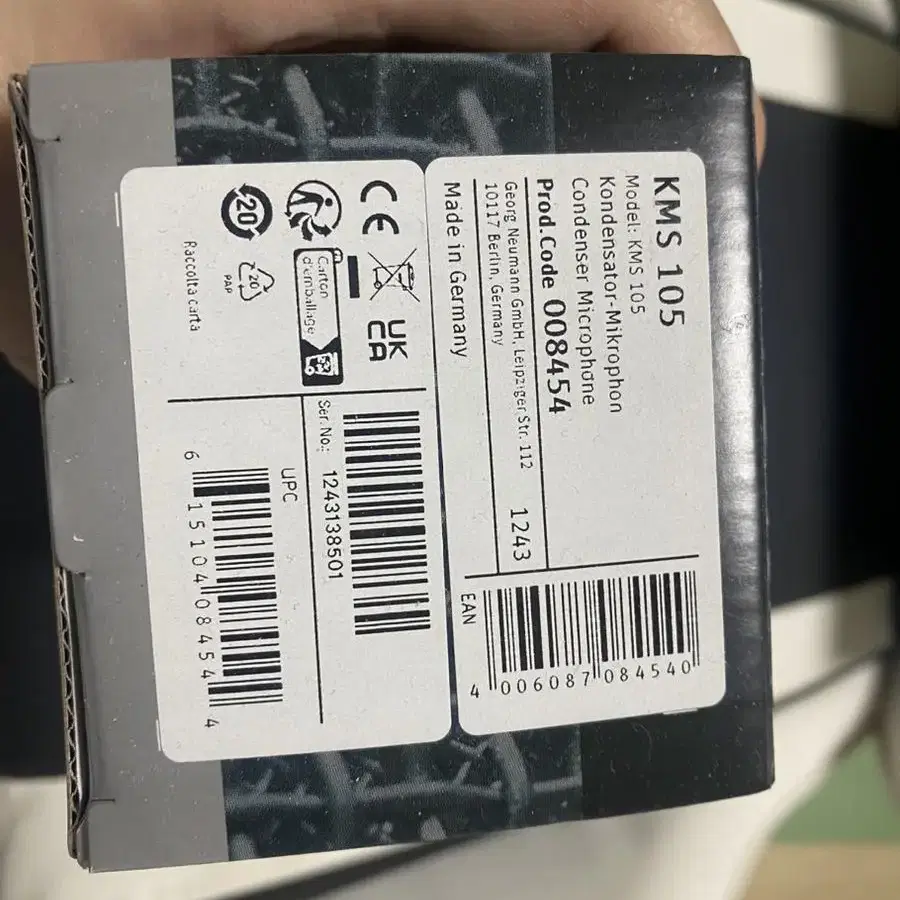 KMS 105
Model: KMS 105
Kondensator-Mikrophon
Condenser Microphone
Prod.Code 008454
Georg Neumann GmbH, Leipziger Str. 112
10117 Berlin, Germany
1243
Made in Germany
EAN
4 006087 084540
CE
UK
CA
Carton
d'emballage
20
20
PAP
Raccolta carta
Ser. No.:
1243138501
UPC
6 15104 08454 4